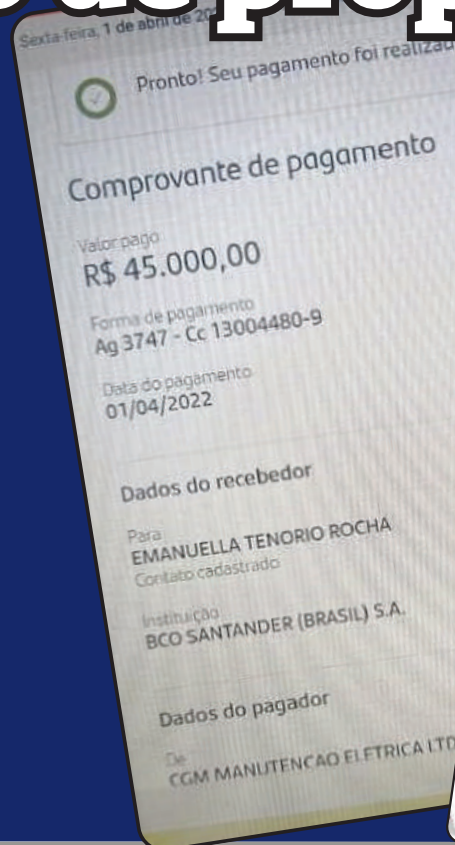 Sexta-feira, 1 de abril de
Pronto! Seu pagamento foi
Comprovante de pagamento
Valor pago
R$ 45.000,00
Forma de pagamento
Ag 3747 - Cc 13004480-9
Data do pagamento
01/04/2022
Dados do recebedor
Para
EMANUELLA TENORIO ROCHA
Contato cadastrado
Instituição
BCO SANTANDER (BRASIL) S.A.
Dados do pagador
De
CGM MANUTENCAO ELETRICA